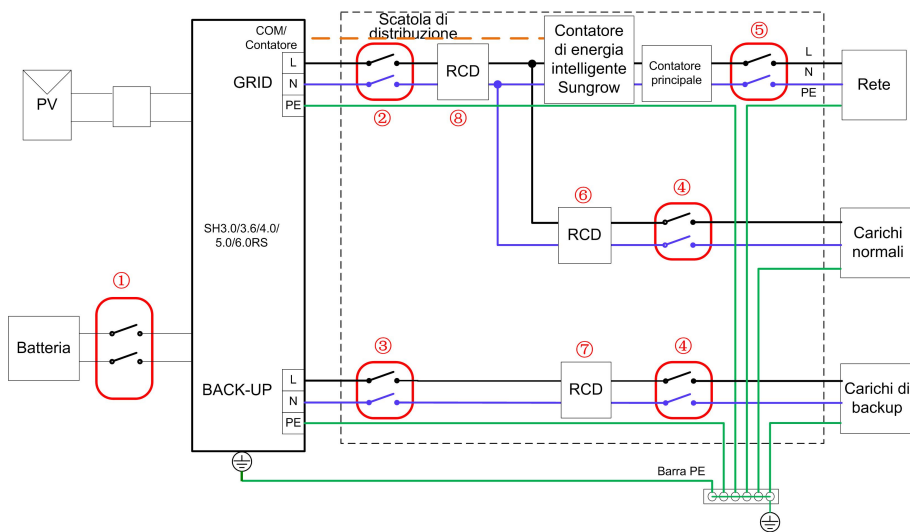 COM/
Contatore
Scatola di
distribuzione
Contatore
di energia
intelligente
Sungrow
⑤
L
N
PE
GRID
L
N
PE
RCD
Contatore
principale
Rete
PV
②
⑧
SH3.0/3.6/4.0/
5.0/6.0RS
⑥
④
RCD
Carichi
normali
①
Batteria
③
⑦
④
BACK-UP
L
N
PE
RCD
Carichi di
backup
Barra PE